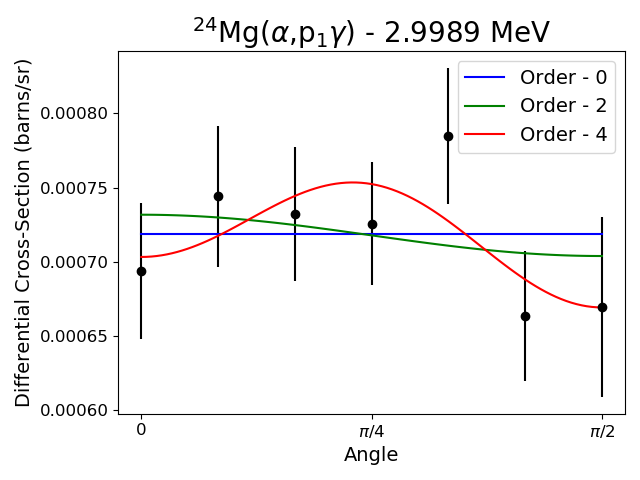 ²⁴Mg(α,p₁γ) - 2.9989 MeV
Differential Cross-Section (barns/sr)
0.00080
0.00075
0.00070
0.00065
0.00060
Order - 0
Order - 2
Order - 4
0
π/4
π/2
Angle